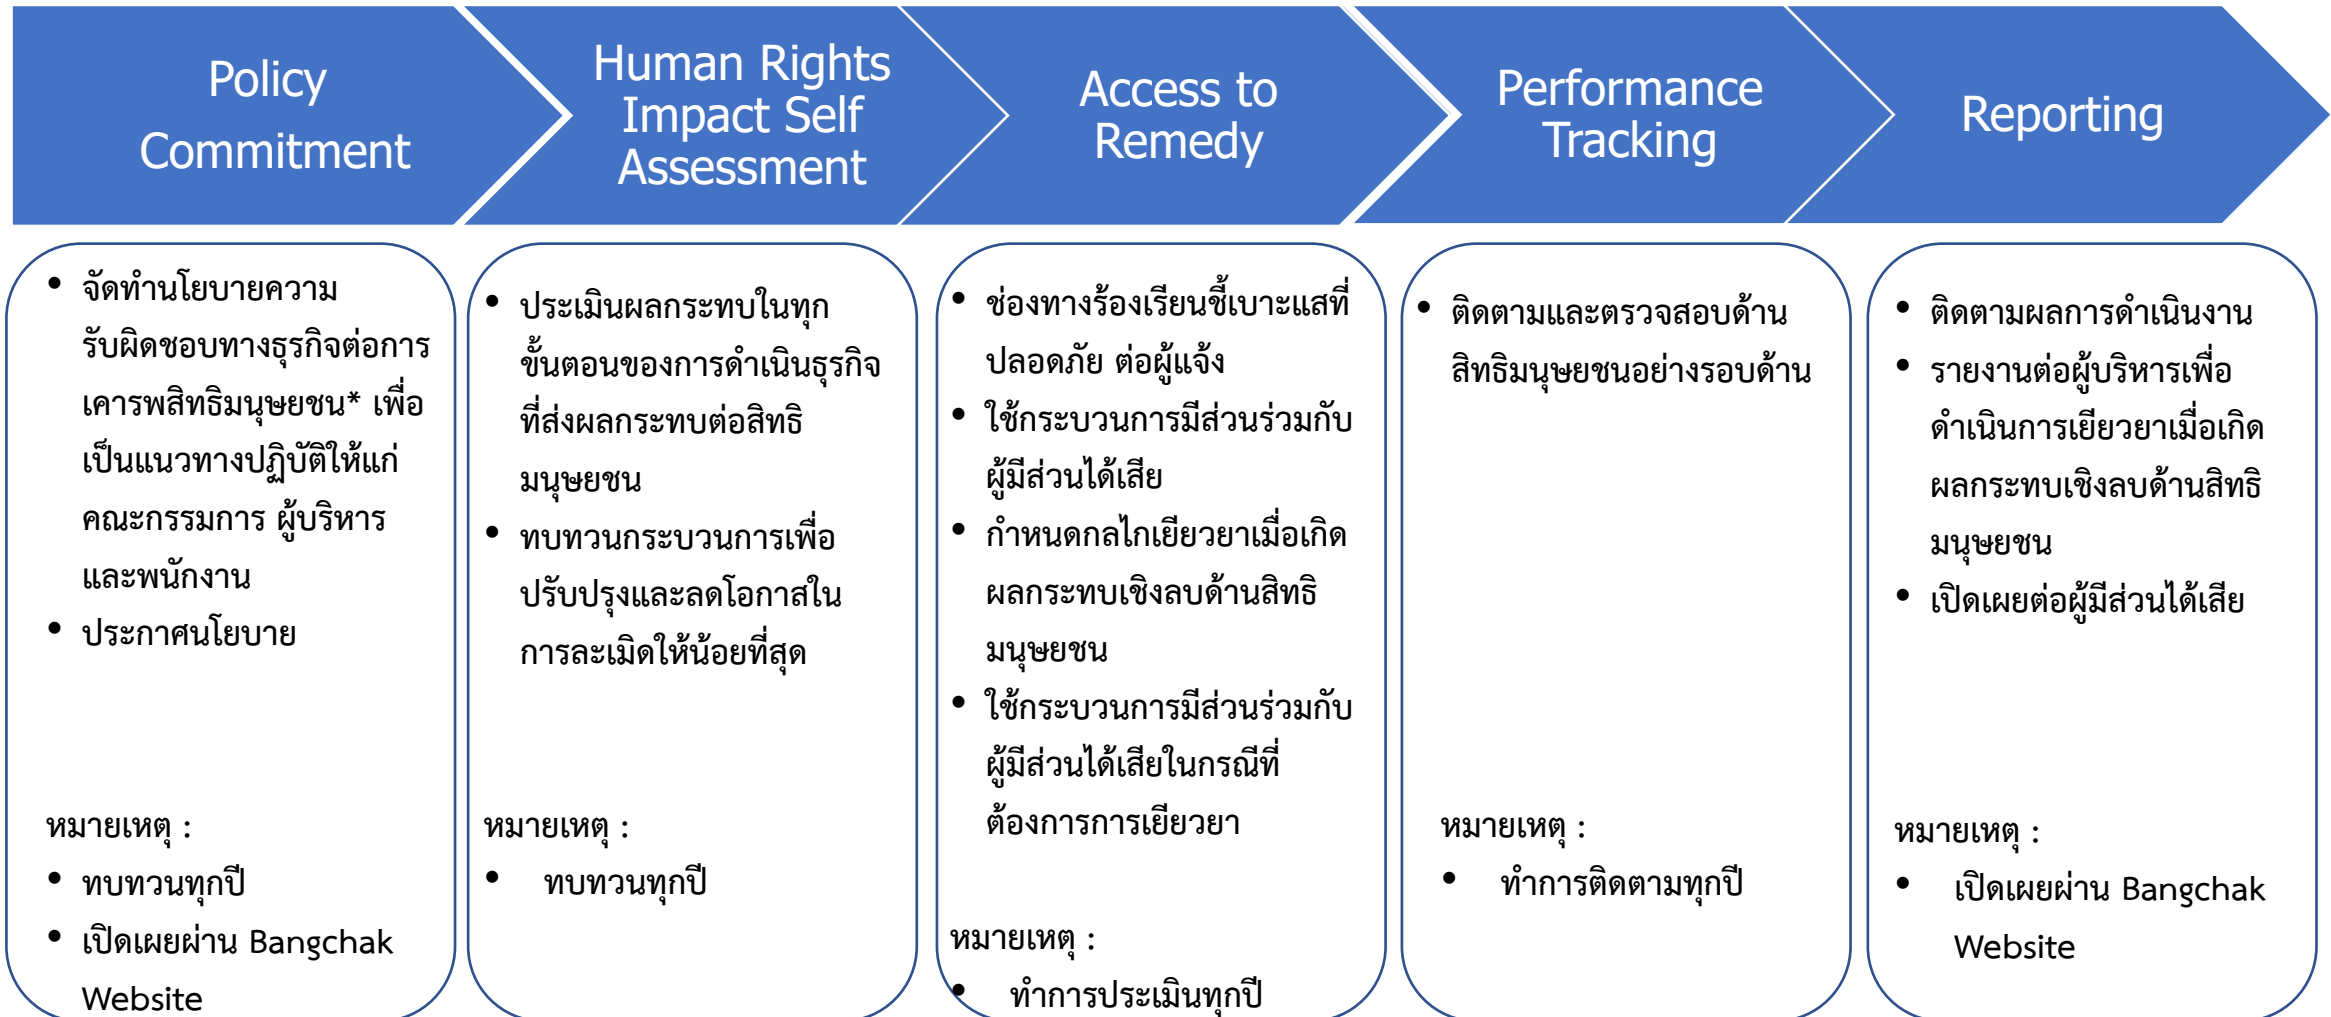 Policy
Commitment
Human Rights
Impact Self
Assessment
Access to
Remedy
Performance
Tracking
Reporting
• จัดทำนโยบายความ
รับผิดชอบทางธุรกิจต่อการ
เคารพสิทธิมนุษยชน* เพื่อ
เป็นแนวทางปฏิบัติให้แก่
คณะกรรมการ ผู้บริหาร
และพนักงาน
• ประกาศนโยบาย
หมายเหตุ :
• ทบทวนทุกปี
• เปิดเผยผ่าน Bangchak
Website
• ประเมินผลกระทบในทุก
ขั้นตอนของการดำเนินธุรกิจ
ที่ส่งผลกระทบต่อสิทธิ
มนุษยชน
• ทบทวนกระบวนการเพื่อ
ปรับปรุงและลดโอกาสใน
การละเมิดให้น้อยที่สุด
หมายเหตุ :
• ทบทวนทุกปี
• ช่องทางร้องเรียนชี้เบาะแสที่
ปลอดภัย ต่อผู้แจ้ง
• ใช้กระบวนการมีส่วนร่วมกับ
ผู้มีส่วนได้เสีย
• กำหนดกลไกเยียวยาเมื่อเกิด
ผลกระทบเชิงลบด้านสิทธิ
มนุษยชน
• ใช้กระบวนการมีส่วนร่วมกับ
ผู้มีส่วนได้เสียในกรณีที่
ต้องการการเยียวยา
หมายเหตุ :
• ทำการประเมินทุกปี
• ติดตามและตรวจสอบด้าน
สิทธิมนุษยชนอย่างรอบด้าน
หมายเหตุ :
• ทำการติดตามทุกปี
• ติดตามผลการดำเนินงาน
• รายงานต่อผู้บริหารเพื่อ
ดำเนินการเยียวยาเมื่อเกิด
ผลกระทบเชิงลบด้านสิทธิ
มนุษยชน
• เปิดเผยต่อผู้มีส่วนได้เสีย
หมายเหตุ :
• เปิดเผยผ่าน Bangchak
Website